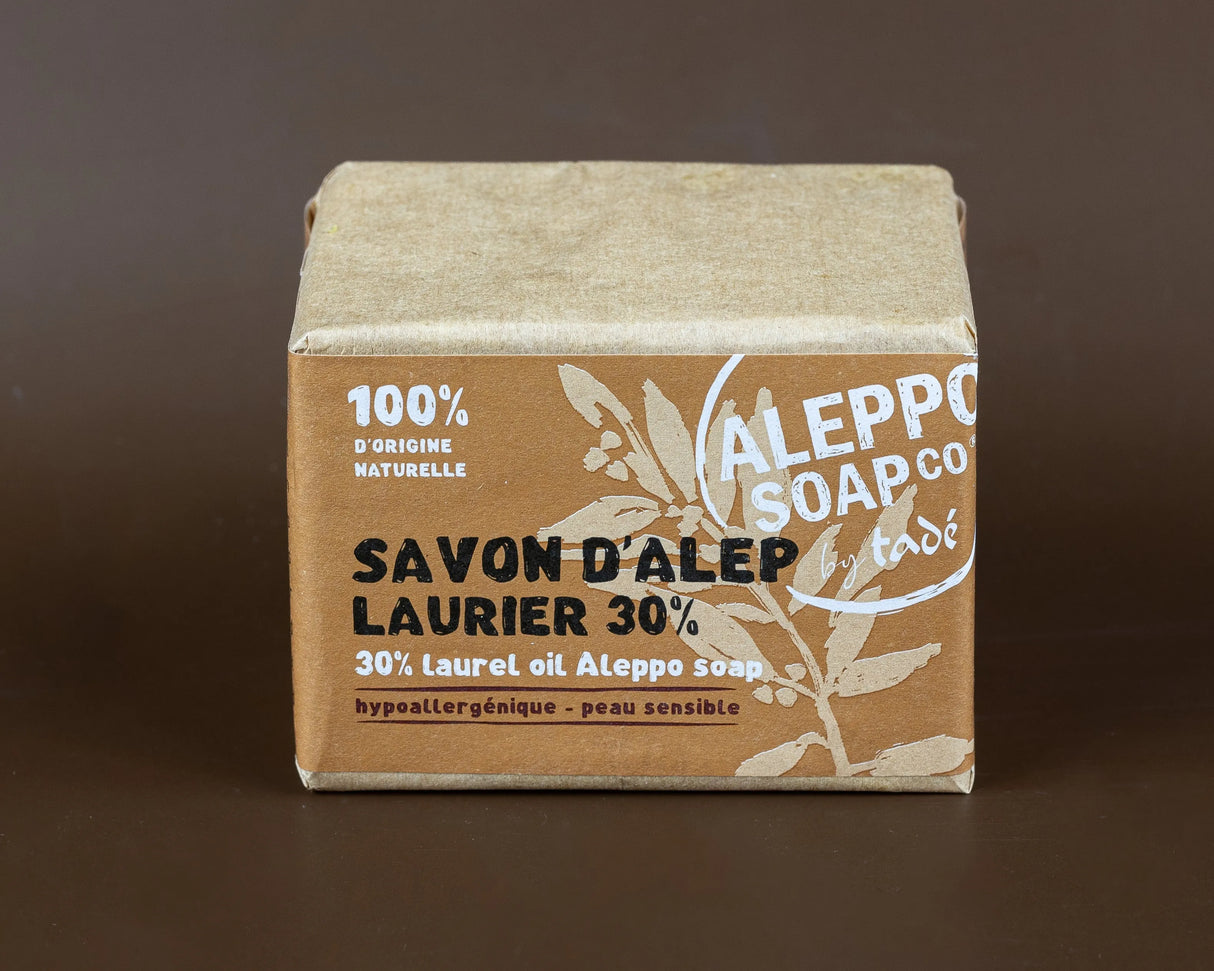 100%
D'ORIGINE
NATURELLE
ALEPPO
SOAP CO®
by tadé
SAVON D'ALEP
LAURIER 30%
30% laurel oil Aleppo soap
hypoallergénique - peau sensible